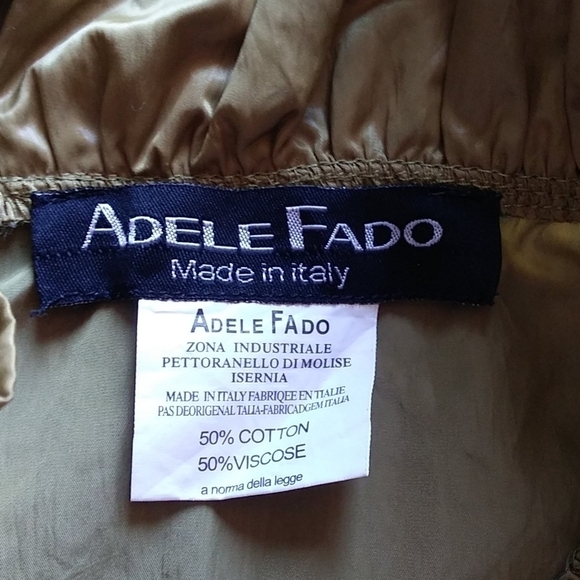 ADELE FADO
Made in italy
ADELE FADO
ZONA INDUSTRIALE
PETTORANELLO DI MOLISE
ISERNIA
MADE IN ITALY FABRIQEE EN TTALIE
PAS DEORIGENAL TALIA-FABRICADGEM ITALIA
50% COTTON
50%VISCOSE
a norma della legge